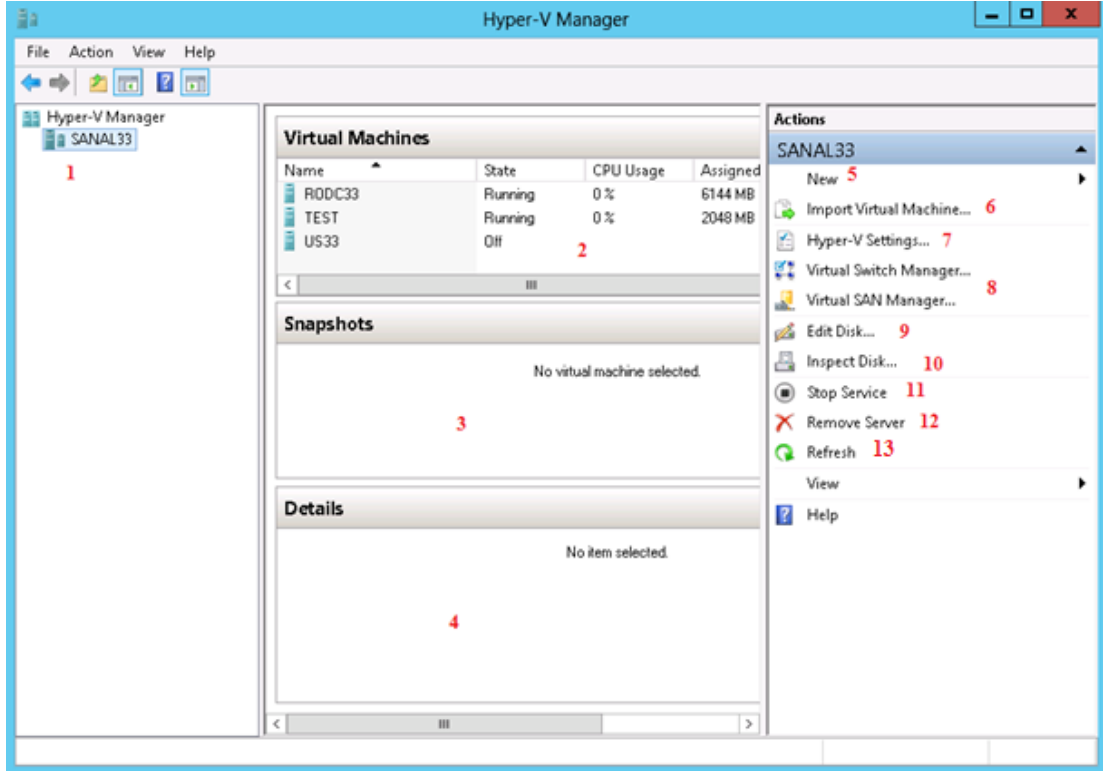 Hyper-V Manager
File Action View Help
Hyper-V Manager
SANAL33
1
Virtual Machines
Name State CPU Usage Assigned
RODC33 Running 0 % 6144 MB
TEST Running 0 % 2048 MB
US33 Off
2
Snapshots
No virtual machine selected.
3
Details
No item selected.
4
Actions
SANAL33
New 5
Import Virtual Machine... 6
Hyper-V Settings... 7
Virtual Switch Manager...
8
Virtual SAN Manager...
Edit Disk... 9
Inspect Disk... 10
Stop Service 11
Remove Server 12
Refresh 13
View
Help